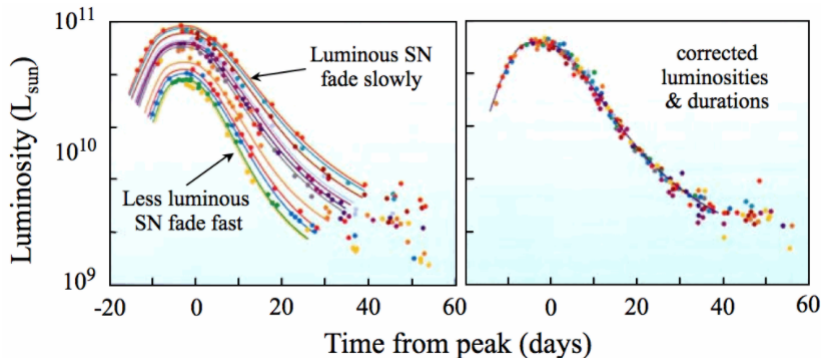 10¹¹
10¹⁰
10⁹
Luminosity (Lₛᵤₙ)
Luminous SN
fade slowly
Less luminous
SN fade fast
corrected
luminosities
& durations
-20 0 20 40 60
0 20 40 60
Time from peak (days)